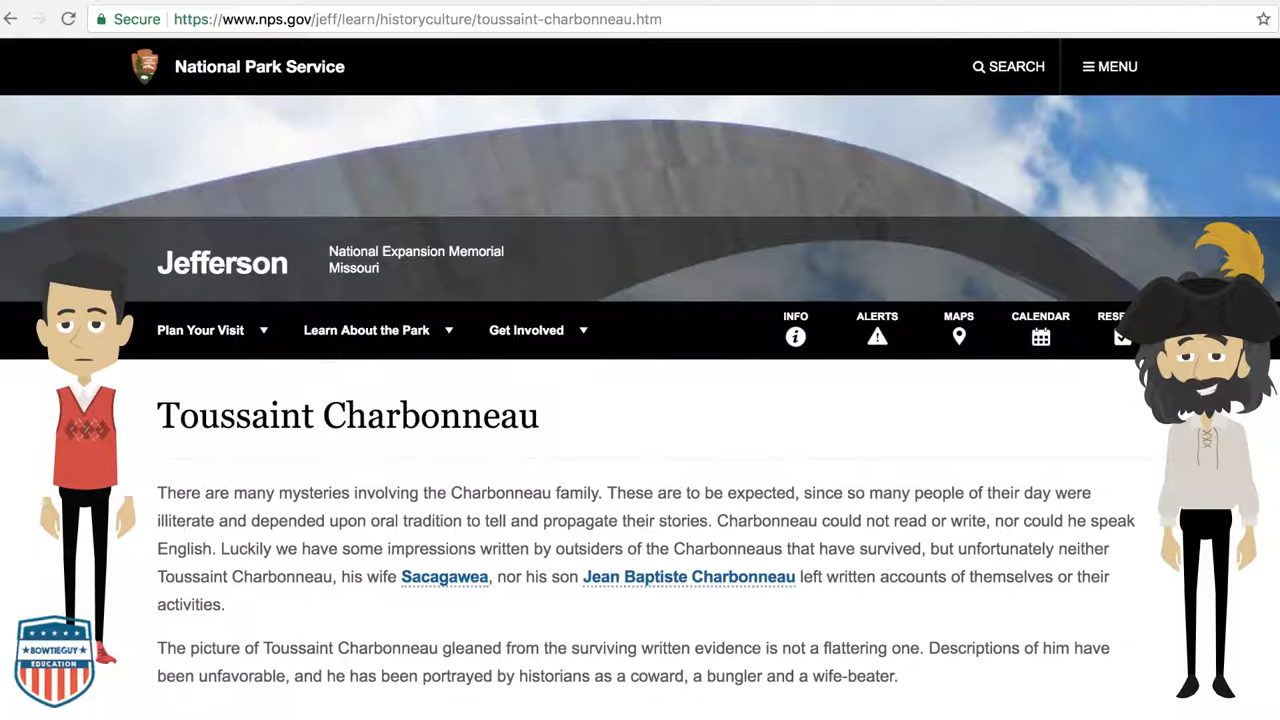 Secure https://www.nps.gov/jeff/learn/historyculture/toussaint-charbonneau.htm
National Park Service
SEARCH
MENU
Jefferson
National Expansion Memorial
Missouri
Plan Your Visit
Learn About the Park
Get Involved
INFO
ALERTS
MAPS
CALENDAR
Toussaint Charbonneau
There are many mysteries involving the Charbonneau family. These are to be expected, since so many people of their day were
illiterate and depended upon oral tradition to tell and propagate their stories. Charbonneau could not read or write, nor could he speak
English. Luckily we have some impressions written by outsiders of the Charbonneaus that have survived, but unfortunately neither
Toussaint Charbonneau, his wife Sacagawea, nor his son Jean Baptiste Charbonneau left written accounts of themselves or their
activities.
The picture of Toussaint Charbonneau gleaned from the surviving written evidence is not a flattering one. Descriptions of him have
been unfavorable, and he has been portrayed by historians as a coward, a bungler and a wife-beater.
BOWTIEGUY
EDUCATION